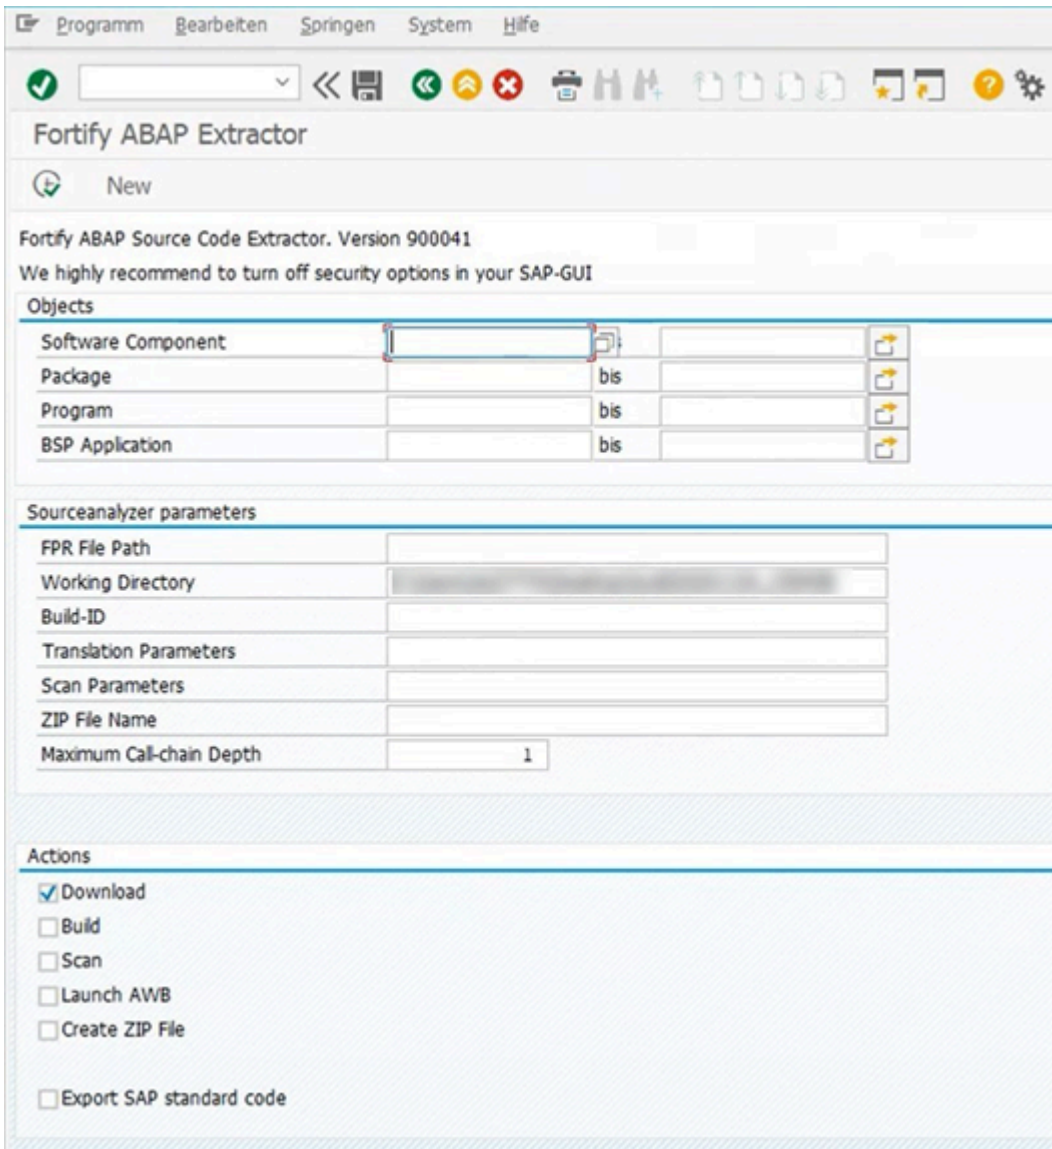 Programm Bearbeiten Springen System Hilfe
Fortify ABAP Extractor
New
Fortify ABAP Source Code Extractor. Version 900041
We highly recommend to turn off security options in your SAP-GUI
Objects
Software Component
Package bis
Program bis
BSP Application bis
Sourceanalyzer parameters
FPR File Path
Working Directory
Build-ID
Translation Parameters
Scan Parameters
ZIP File Name
Maximum Call-chain Depth 1
Actions
Download
Build
Scan
Launch AWB
Create ZIP File
Export SAP standard code